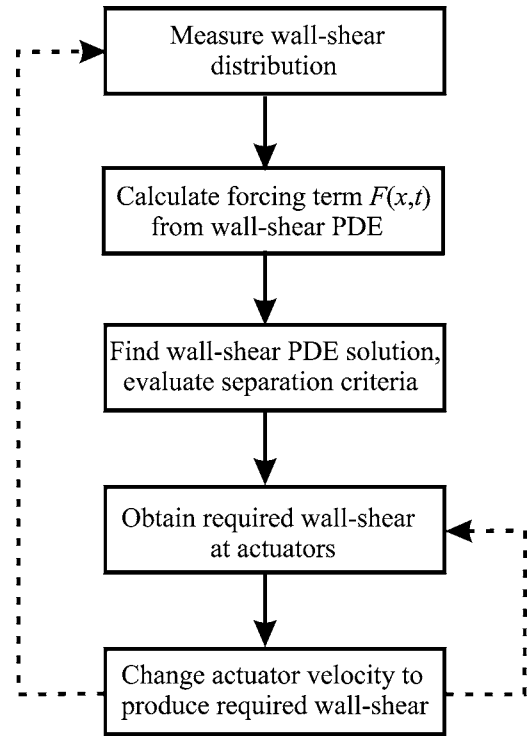 Measure wall-shear
distribution
Calculate forcing term F(x,t)
from wall-shear PDE
Find wall-shear PDE solution,
evaluate separation criteria
Obtain required wall-shear
at actuators
Change actuator velocity to
produce required wall-shear